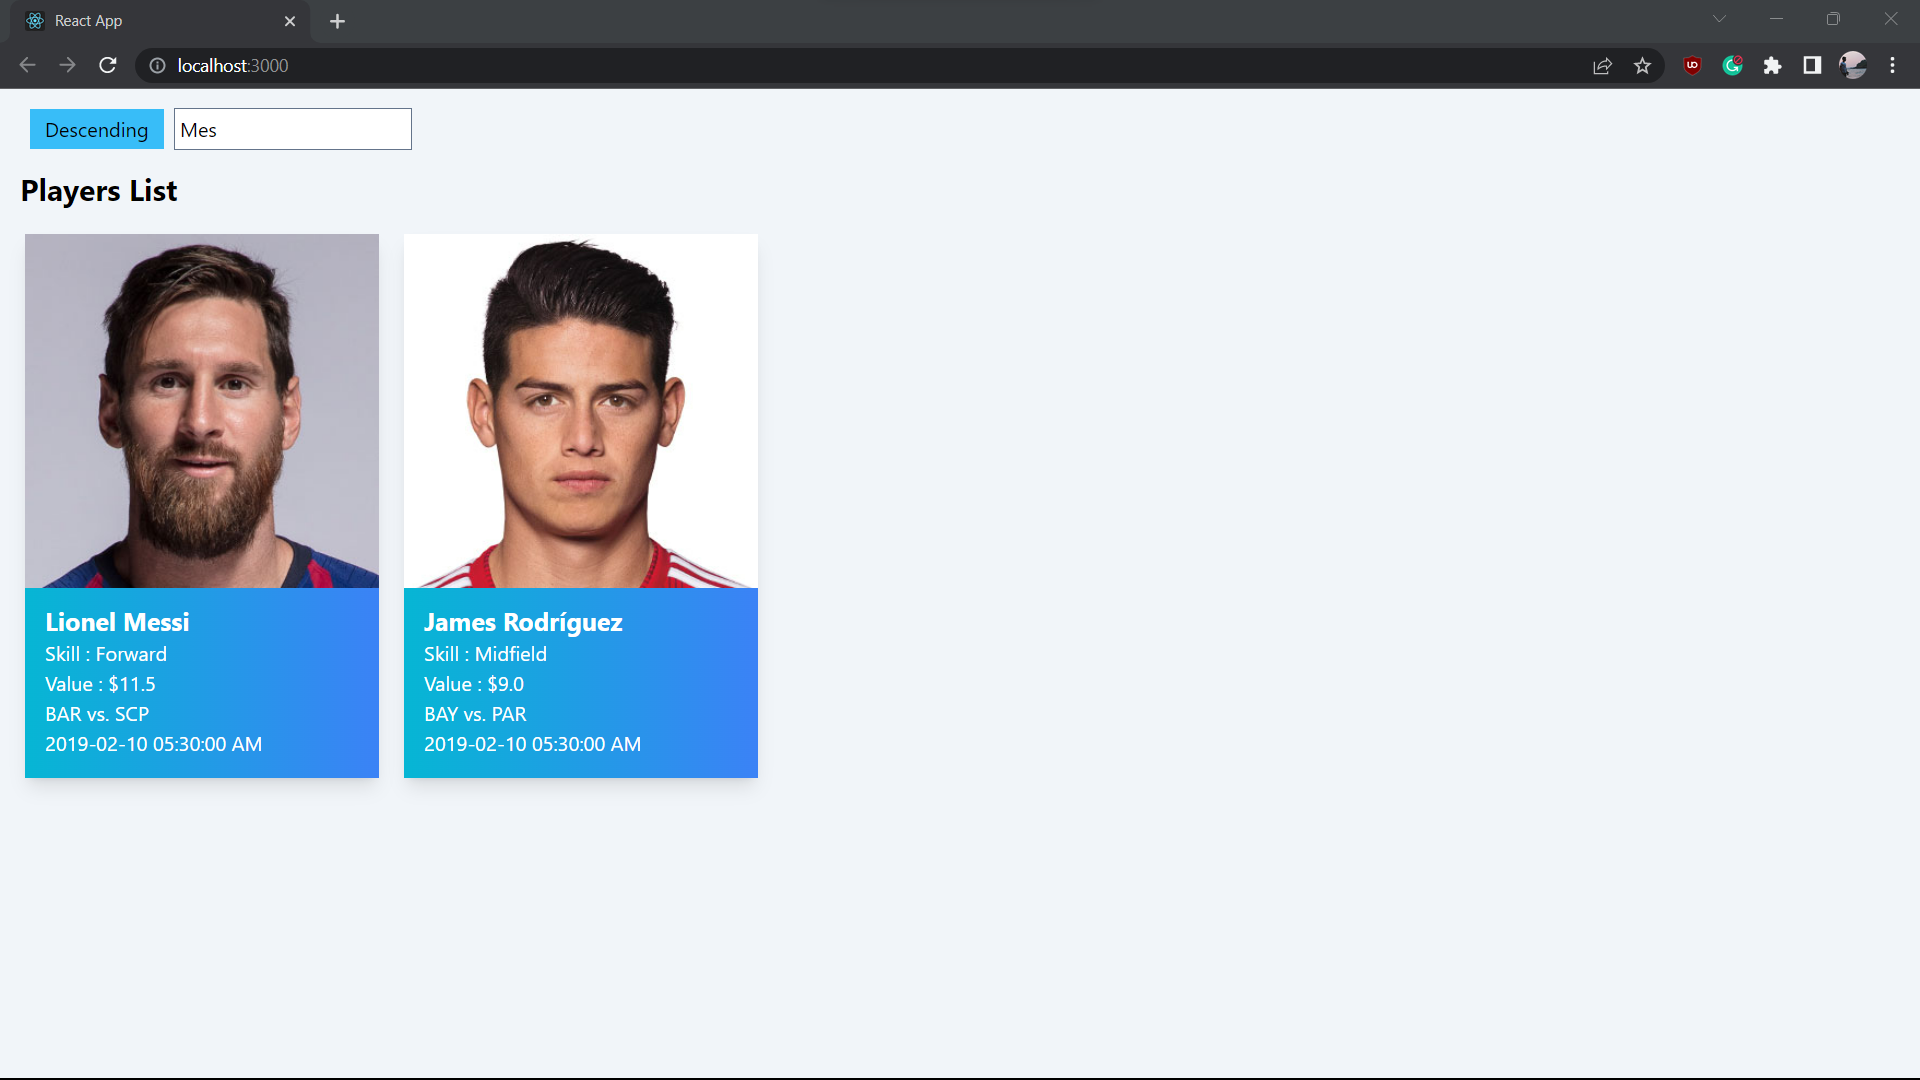 React App
localhost:3000
Descending
Mes
Players List
Lionel Messi
Skill : Forward
Value : $11.5
BAR vs. SCP
2019-02-10 05:30:00 AM
James Rodríguez
Skill : Midfield
Value : $9.0
BAY vs. PAR
2019-02-10 05:30:00 AM